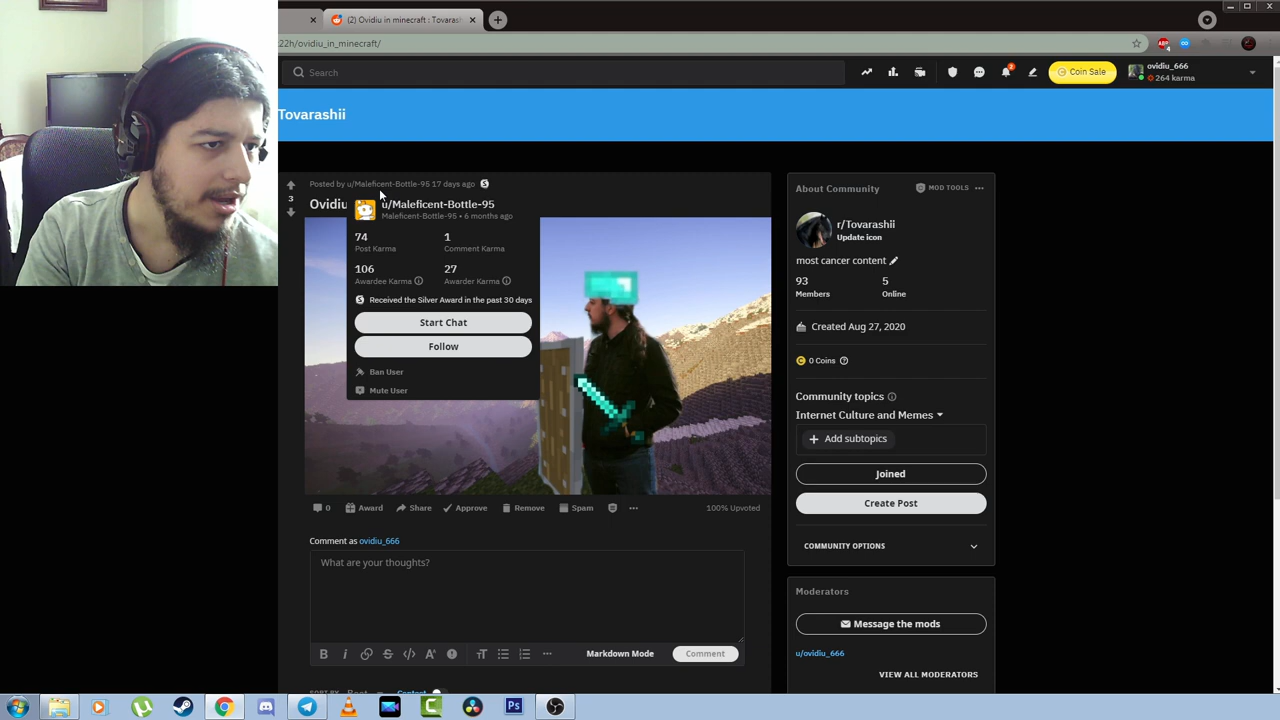 (2) Ovidiu in minecraft : Tovarash
22h/ovidiu_in_minecraft/
ABP
4
Search
2
Coin Sale
ovidiu_666
264 karma
Tovarashii
Posted by u/Maleficent-Bottle-95 17 days ago
3
Ovidiu
u/Maleficent-Bottle-95
Maleficent-Bottle-95 • 6 months ago
74
1
Post Karma
Comment Karma
106
27
Awardee Karma
Awarder Karma
Received the Silver Award in the past 30 days
Start Chat
Follow
Ban User
Mute User
0
Award
Share
Approve
Remove
Spam
100% Upvoted
Comment as ovidiu_666
What are your thoughts?
Markdown Mode
Comment
About Community
MOD TOOLS
r/Tovarashii
Update icon
most cancer content
93
5
Members
Online
Created Aug 27, 2020
0 Coins
Community topics
Internet Culture and Memes
Add subtopics
Joined
Create Post
COMMUNITY OPTIONS
Moderators
Message the mods
u/ovidiu_666
VIEW ALL MODERATORS